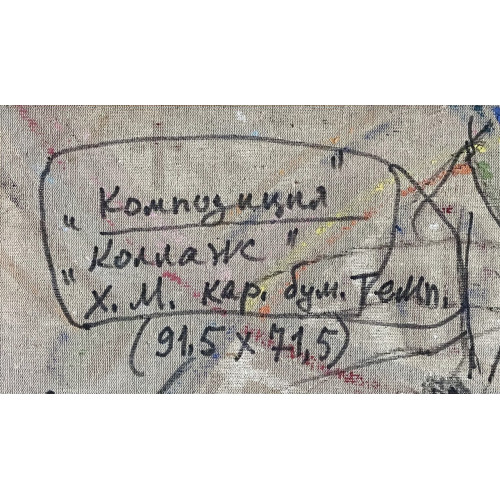 "Композиция"
"Коллаж"
Х.М. кар. бум. Темп.
(91.5 х 71,5)